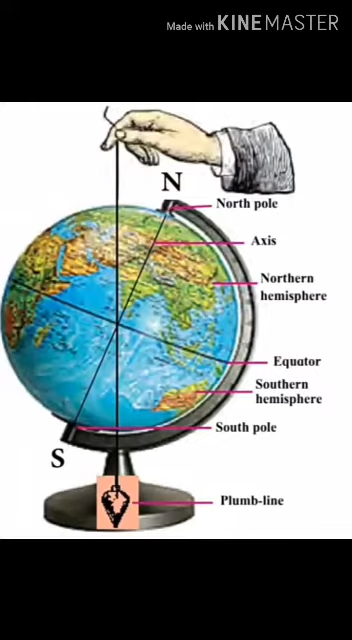 Made with KINEMASTER
N
North pole
Axis
Northern
hemisphere
Equator
Southern
hemisphere
South pole
S
Plumb-line